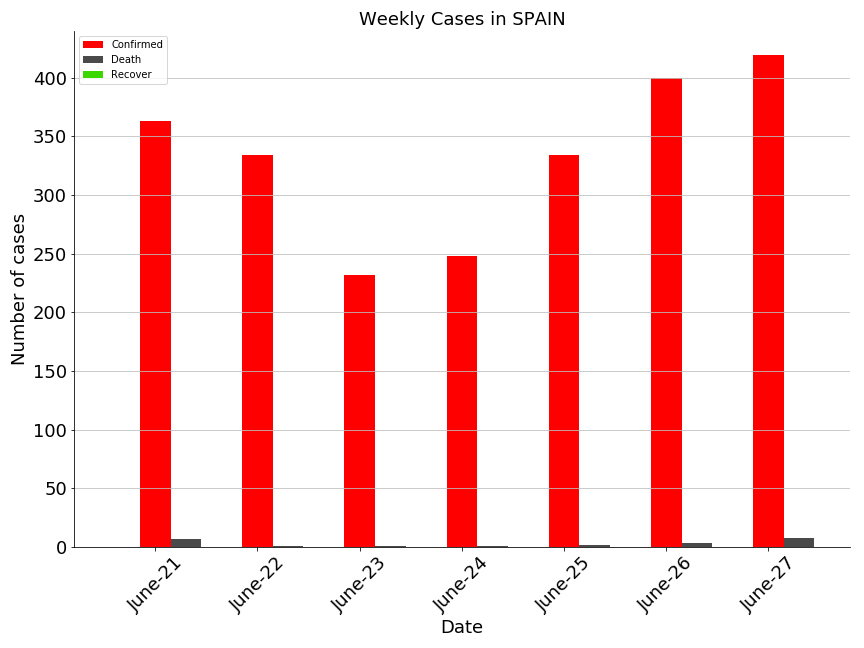 Weekly Cases in SPAIN
Confirmed
Death
Recover
Number of cases
400
350
300
250
200
150
100
50
0
June-21
June-22
June-23
June-24
June-25
June-26
June-27
Date